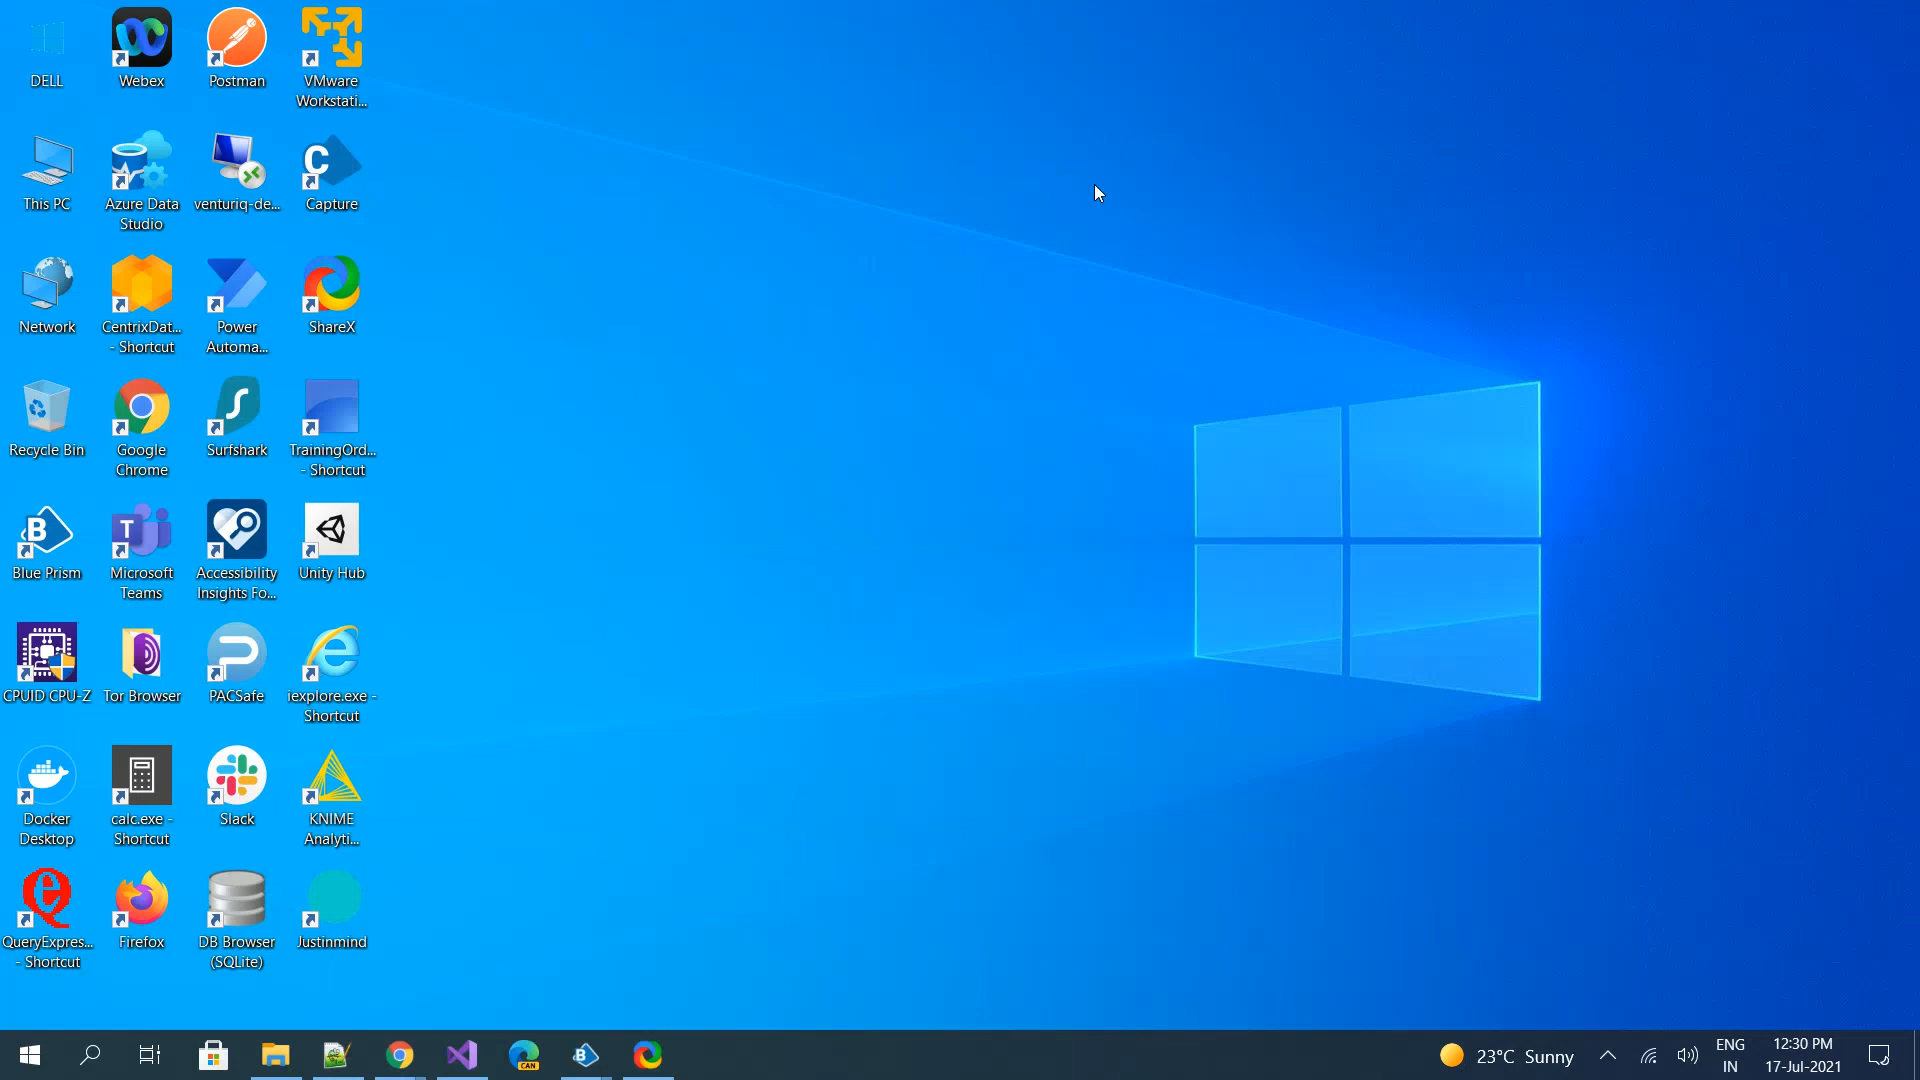 DELL
Webex
Postman
VMware
Workstati...
This PC
Azure Data
Studio
venturiq-de...
C
Capture
Network
CentrixDat...
- Shortcut
Power
Automa...
ShareX
Recycle Bin
Google
Chrome
Surfshark
TrainingOrd...
- Shortcut
B
Blue Prism
T
Microsoft
Teams
Accessibility
Insights Fo...
Unity Hub
CPUID CPU-Z
Tor Browser
PACSafe
iexplore.exe -
Shortcut
Docker
Desktop
calc.exe -
Shortcut
Slack
KNIME
Analyti...
QueryExpres...
- Shortcut
Firefox
DB Browser
(SQLite)
Justinmind
CAN
B
23°C Sunny
ENG
IN
12:30 PM
17-Jul-2021